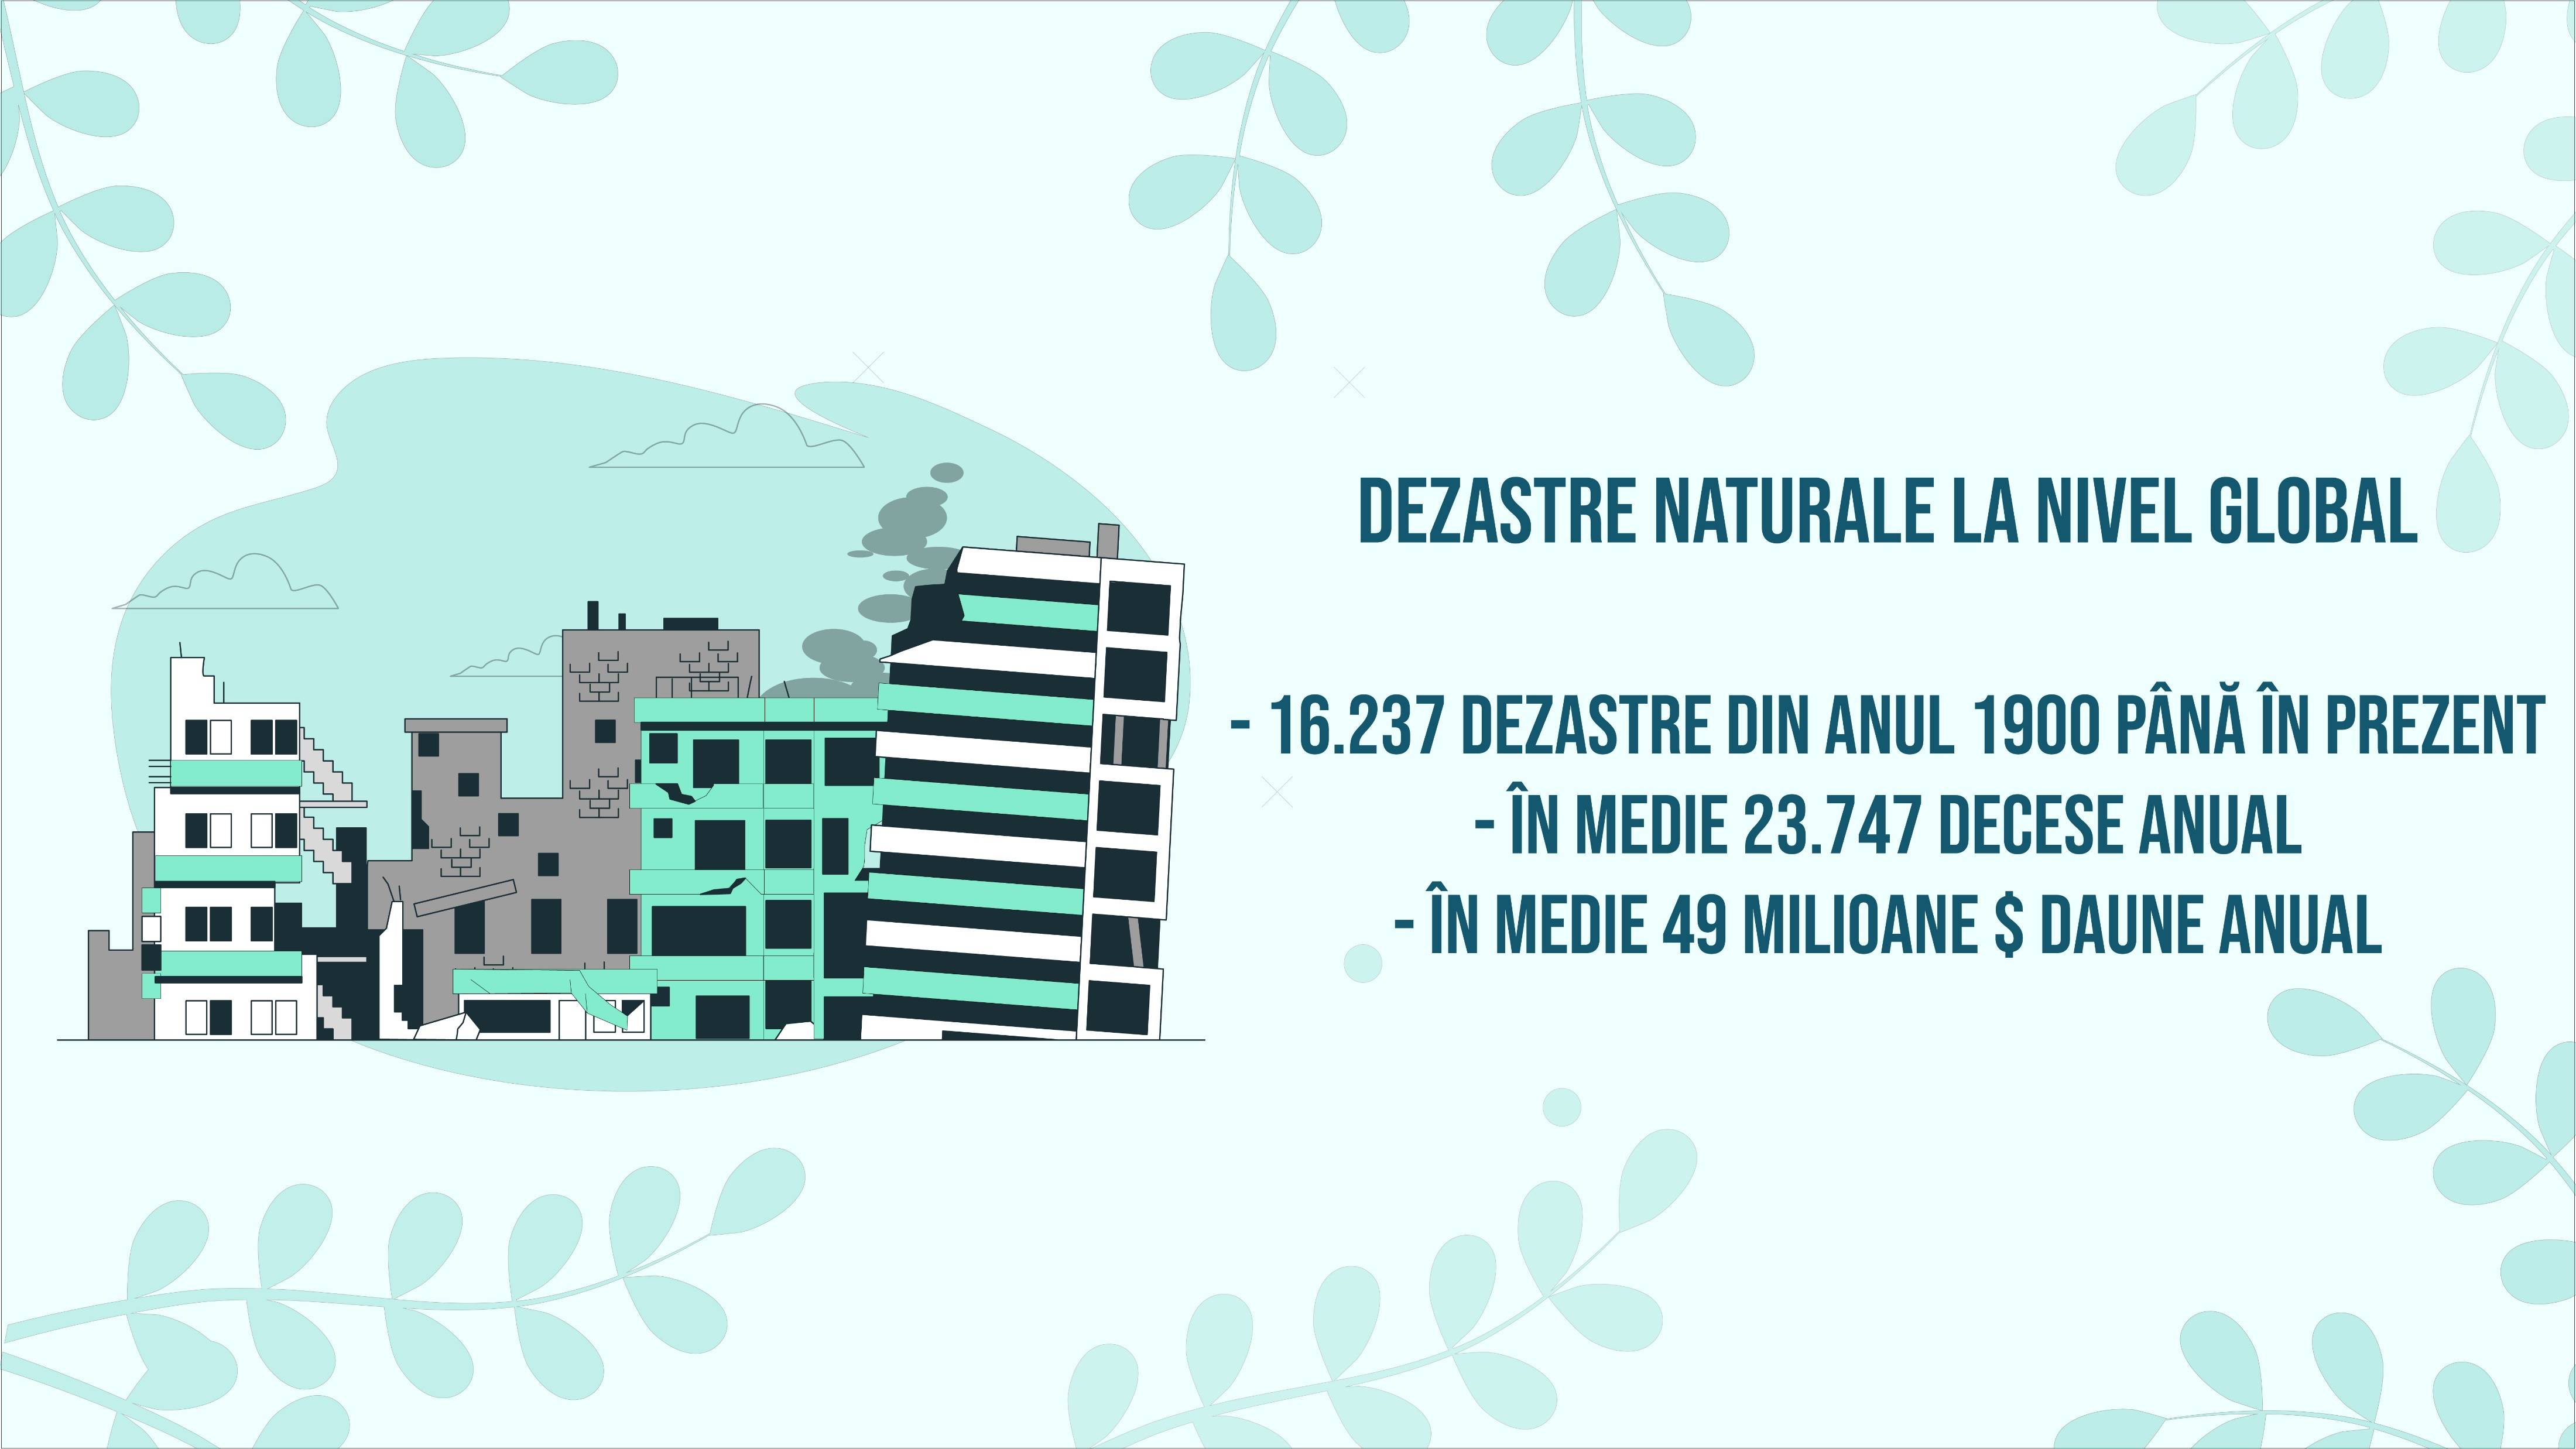 DEZASTRE NATURALE LA NIVEL GLOBAL
- 16.237 DEZASTRE DIN ANUL 1900 PÂNĂ ÎN PREZENT
- ÎN MEDIE 23.747 DECESE ANUAL
- ÎN MEDIE 49 MILIOANE $ DAUNE ANUAL